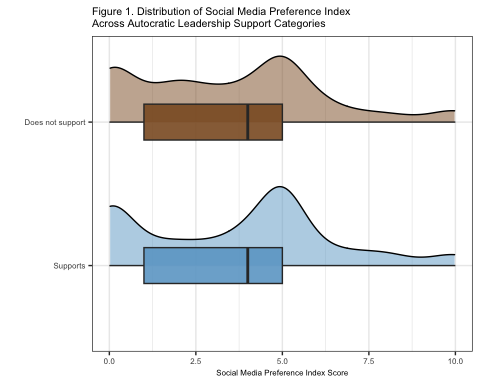 Figure 1. Distribution of Social Media Preference Index
Across Autocratic Leadership Support Categories
Does not support
Supports
0.0 2.5 5.0 7.5 10.0
Social Media Preference Index Score